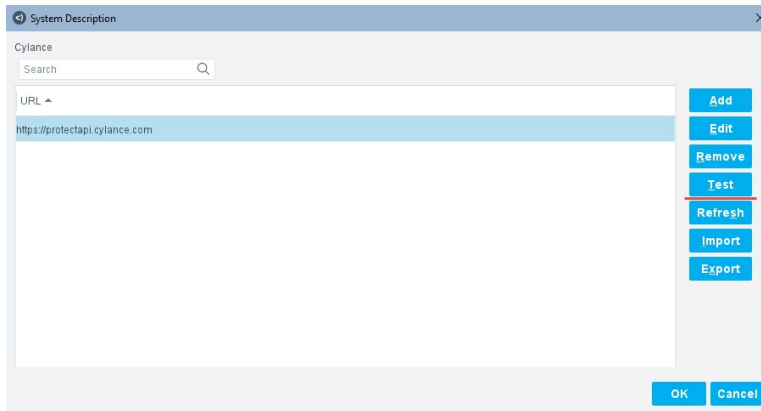 System Description
Cylance
Search
URL
https://protectapi.cylance.com
Add
Edit
Remove
Test
Refresh
Import
Export
OK
Cancel